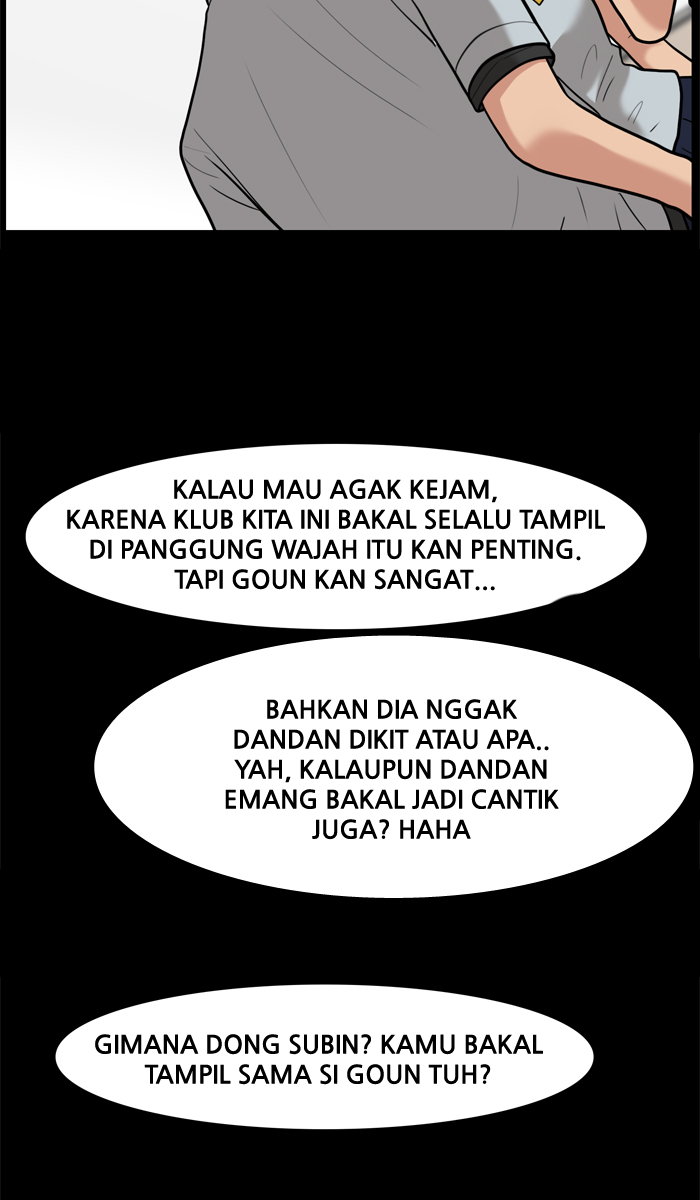 KALAU MAU AGAK KEJAM,
KARENA KLUB KITA INI BAKAL SELALU TAMPIL
DI PANGGUNG WAJAH ITU KAN PENTING.
TAPI GOUN KAN SANGAT...
BAHKAN DIA NGGAK
DANDAN DIKIT ATAU APA..
YAH, KALAUPUN DANDAN
EMANG BAKAL JADI CANTIK
JUGA? HAHA
GIMANA DONG SUBIN? KAMU BAKAL
TAMPIL SAMA SI GOUN TUH?